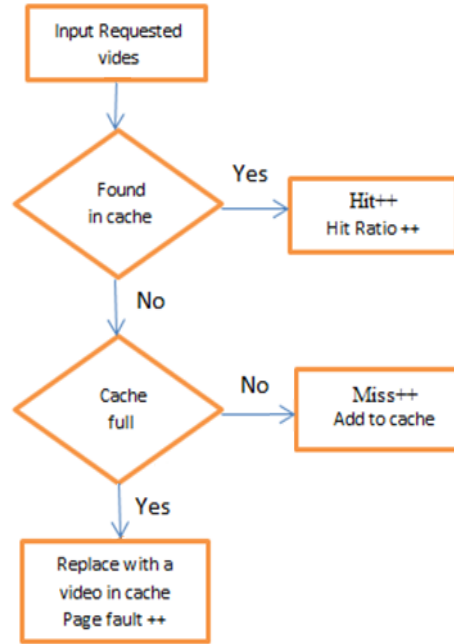 Input Requested
vides
Found
in cache
Yes
Hit++
Hit Ratio ++
No
Cache
full
No
Miss++
Add to cache
Yes
Replace with a
video in cache
Page fault ++